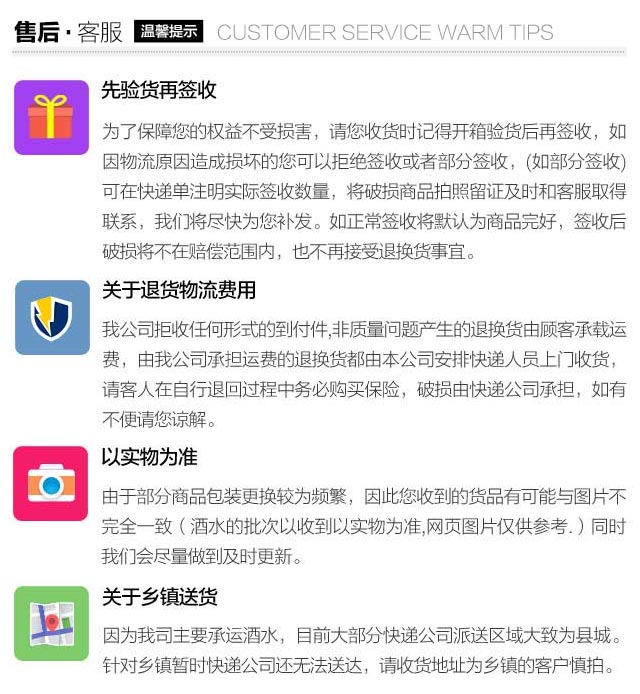 售后·客服 温馨提示 CUSTOMER SERVICE WARM TIPS
先验货再签收
为了保障您的权益不受损害，请您收货时记得开箱验货后再签收，如
因物流原因造成损坏的您可以拒绝签收或者部分签收，(如部分签收)
可在快递单注明实际签收数量，将破损商品拍照留证及时和客服取得
联系，我们将尽快为您补发。如正常签收将默认为商品完好，签收后
破损将不在赔偿范围内，也不再接受退换货事宜。
关于退货物流费用
我公司拒收任何形式的到付件,非质量问题产生的退换货由顾客承载运
费，由我公司承担运费的退换货都由本公司安排快递人员上门收货，
请客人在自行退回过程中务必购买保险，破损由快递公司承担，如有
不便请您谅解。
以实物为准
由于部分商品包装更换较为频繁，因此您收到的货品有可能与图片不
完全一致（酒水的批次以收到以实物为准,网页图片仅供参考.）同时
我们会尽量做到及时更新。
关于乡镇送货
因为我司主要承运酒水，目前大部分快递公司派送区域大致为县城。
针对乡镇暂时快递公司还无法送达，请收货地址为乡镇的客户慎拍。